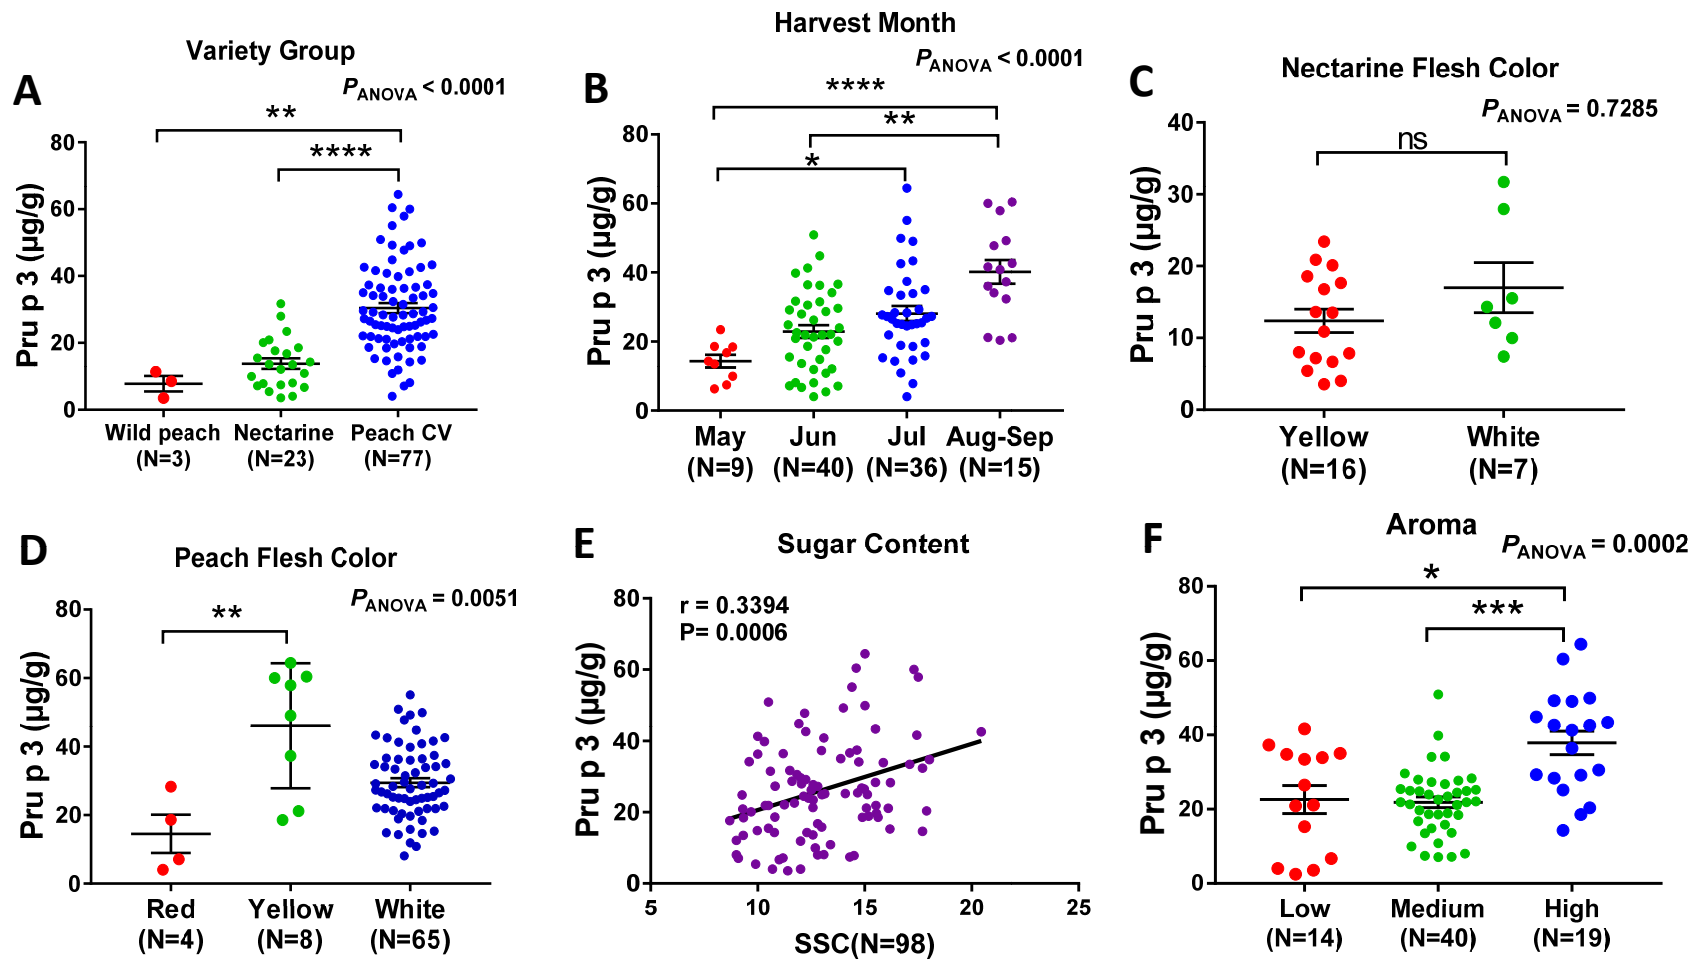 A
Variety Group
PANOVA < 0.0001
**
****
Pru p 3 (µg/g)
80
60
40
20
0
Wild peach Nectarine Peach CV
(N=3) (N=23) (N=77)
B
Harvest Month
PANOVA < 0.0001
****
**
*
Pru p 3 (µg/g)
80
60
40
20
0
May Jun Jul Aug-Sep
(N=9) (N=40) (N=36) (N=15)
C
Nectarine Flesh Color
PANOVA = 0.7285
ns
Pru p 3 (µg/g)
40
30
20
10
0
Yellow White
(N=16) (N=7)
D
Peach Flesh Color
PANOVA = 0.0051
**
Pru p 3 (µg/g)
80
60
40
20
0
Red Yellow White
(N=4) (N=8) (N=65)
E
Sugar Content
r = 0.3394
P= 0.0006
Pru p 3 (µg/g)
80
60
40
20
0
5 10 15 20 25
SSC(N=98)
F
Aroma
PANOVA = 0.0002
*
***
Pru p 3 (µg/g)
80
60
40
20
0
Low Medium High
(N=14) (N=40) (N=19)